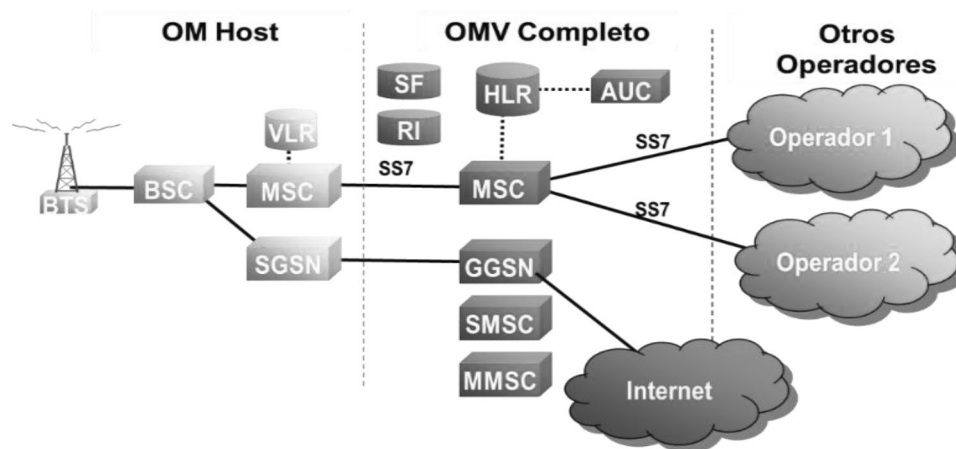 OM Host
OMV Completo
Otros
Operadores
SF
HLR
AUC
Operador 1
VLR
RI
SS7
BTS
BSC
MSC
SS7
MSC
SS7
Operador 2
SGSN
GGSN
SMSC
MMSC
Internet